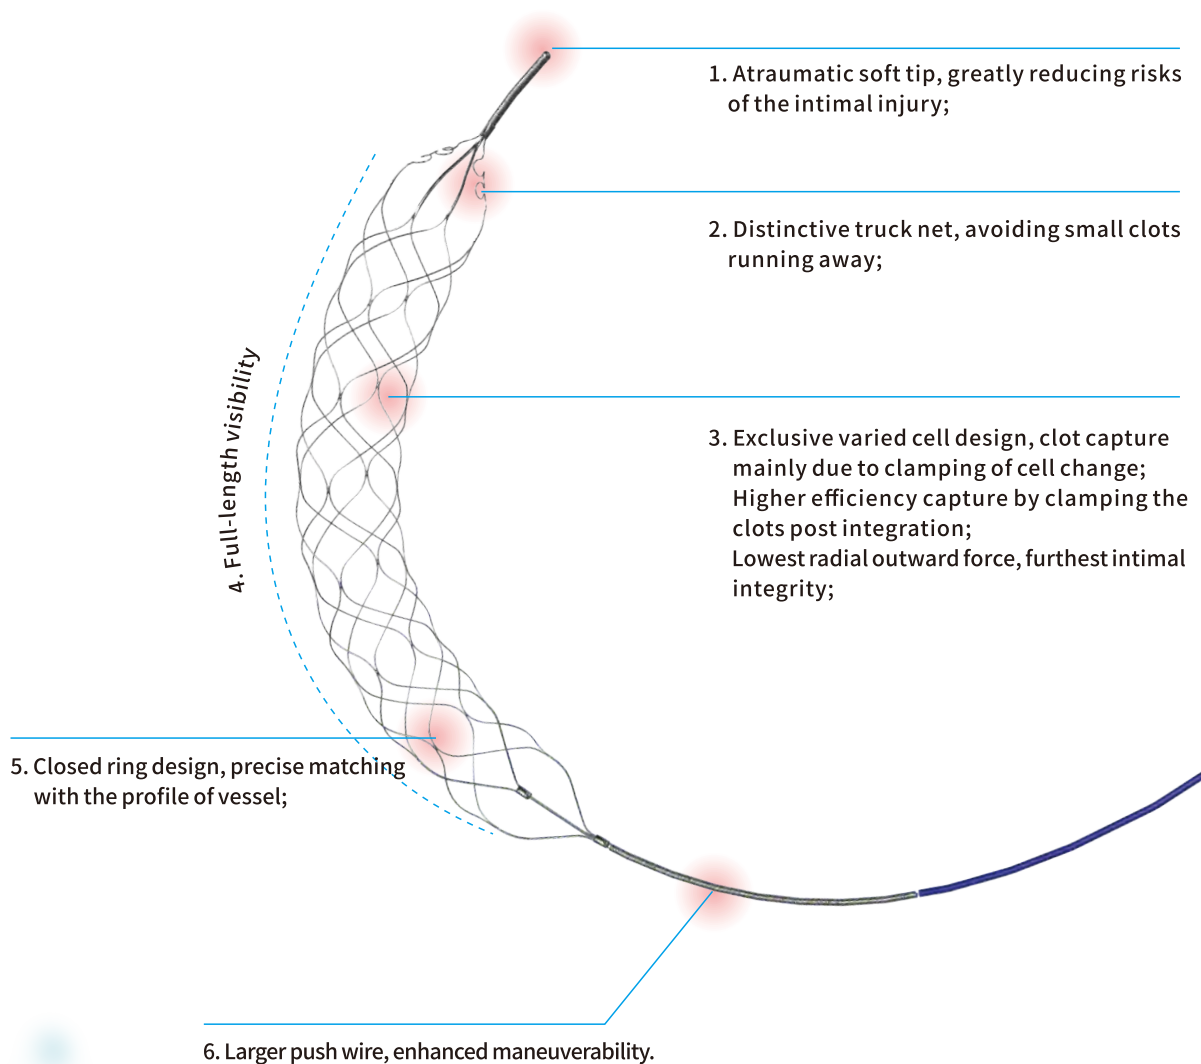 1. Atraumatic soft tip, greatly reducing risks
of the intimal injury;
2. Distinctive truck net, avoiding small clots
running away;
3. Exclusive varied cell design, clot capture
mainly due to clamping of cell change;
Higher efficiency capture by clamping the
clots post integration;
Lowest radial outward force, furthest intimal
integrity;
4. Full-length visibility
5. Closed ring design, precise matching
with the profile of vessel;
6. Larger push wire, enhanced maneuverability.